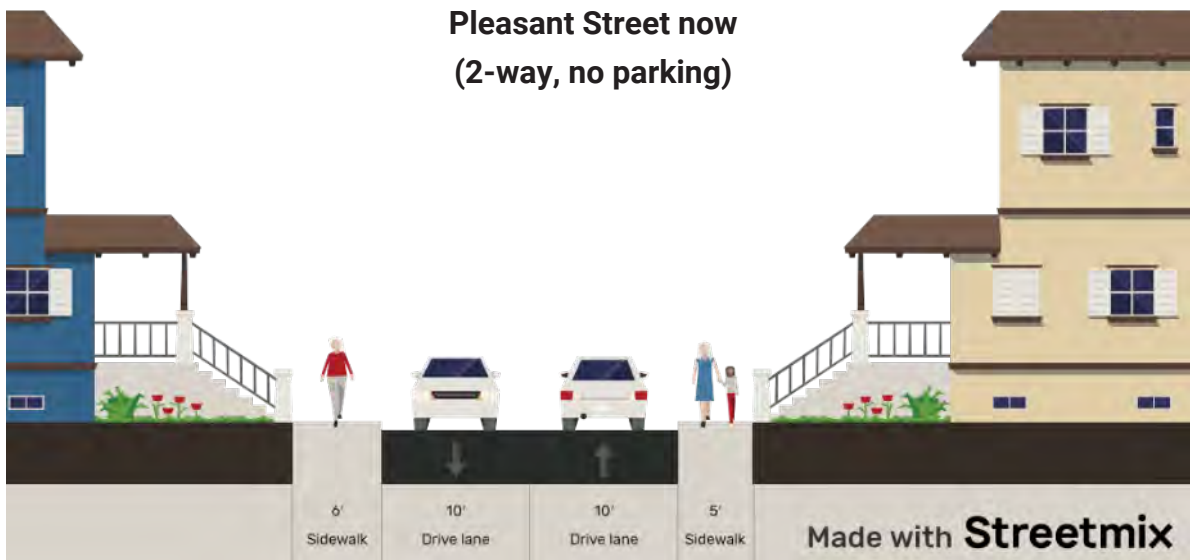 Pleasant Street now
(2-way, no parking)
6' 10' 10' 5'
Sidewalk Drive lane Drive lane Sidewalk
Made with Streetmix